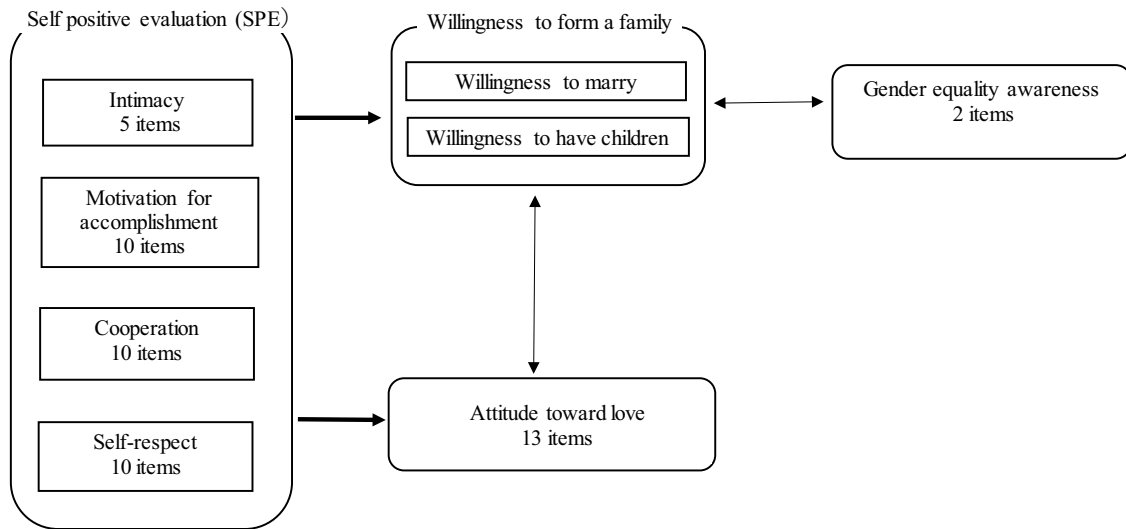 Self positive evaluation (SPE）
Intimacy
5 items
Motivation for
accomplishment
10 items
Cooperation
10 items
Self-respect
10 items
Willingness to form a family
Willingness to marry
Willingness to have children
Attitude toward love
13 items
Gender equality awareness
2 items